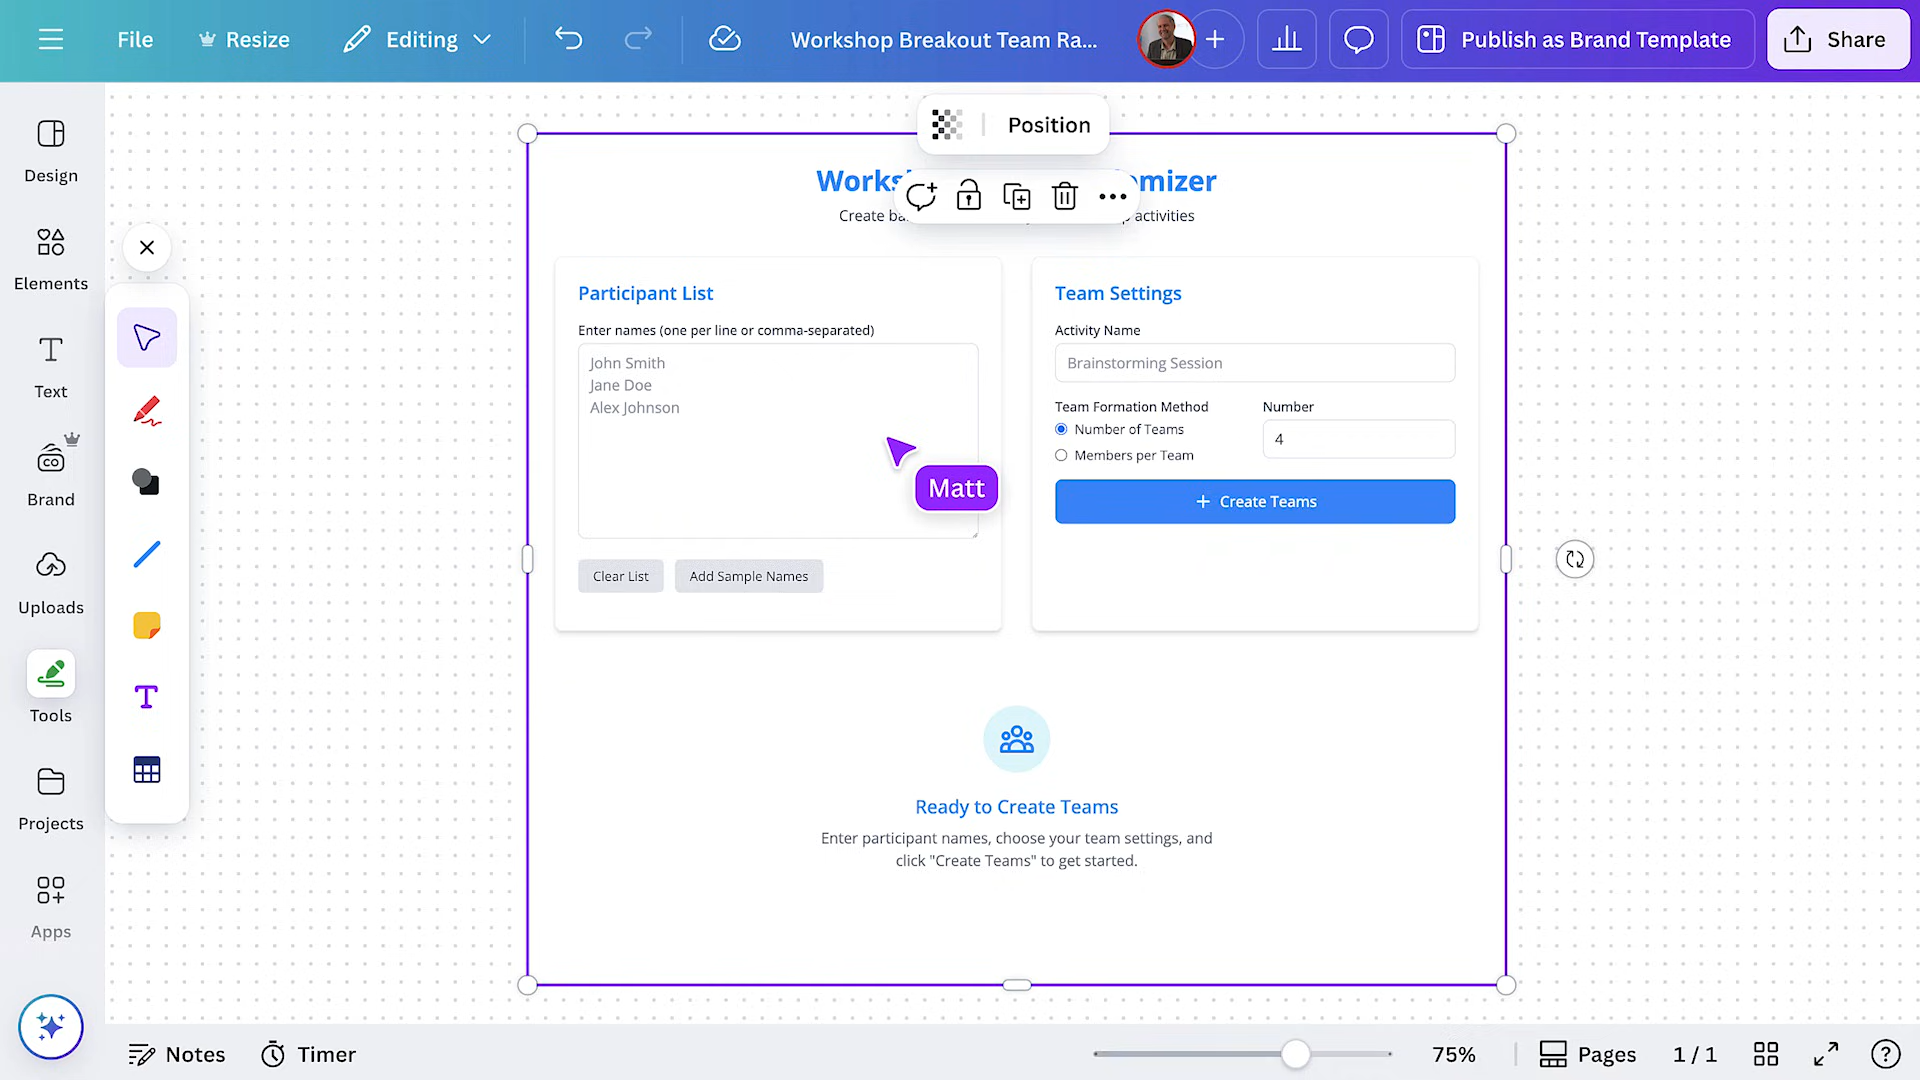 File
Resize
Editing
Workshop Breakout Team Ra...
Publish as Brand Template
Share
Design
Elements
Text
CO
Brand
Uploads
Tools
Projects
Apps
Position
Works mizer
Create ba activities
Participant List
Enter names (one per line or comma-separated)
John Smith
Jane Doe
Alex Johnson
Matt
Clear List
Add Sample Names
Team Settings
Activity Name
Brainstorming Session
Team Formation Method
Number
Number of Teams
4
Members per Team
+ Create Teams
Ready to Create Teams
Enter participant names, choose your team settings, and
click "Create Teams" to get started.
Notes
Timer
75%
Pages
1 / 1